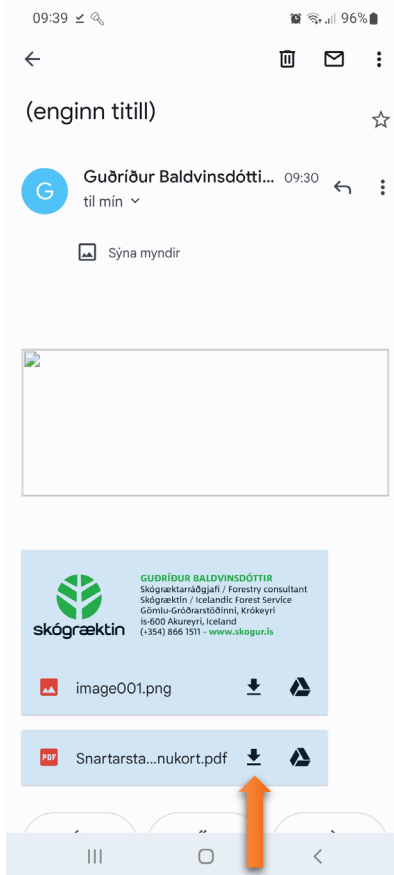 09:39
96%
(enginn titill)
G
Guðríður Baldvinsdótti... 09:30
til mín
Sýna myndir
GUÐRÍÐUR BALDVINSDÓTTIR
Skógræktarráðgjafi / Forestry consultant
Skógræktin / Icelandic Forest Service
Gömlu-Gróðrarstöðinni, Krókeyri
is-600 Akureyri, Iceland
(+354) 866 1511 - www.skogur.is
skógræktin
image001.png
PDF
Snartarsta...nukort.pdf